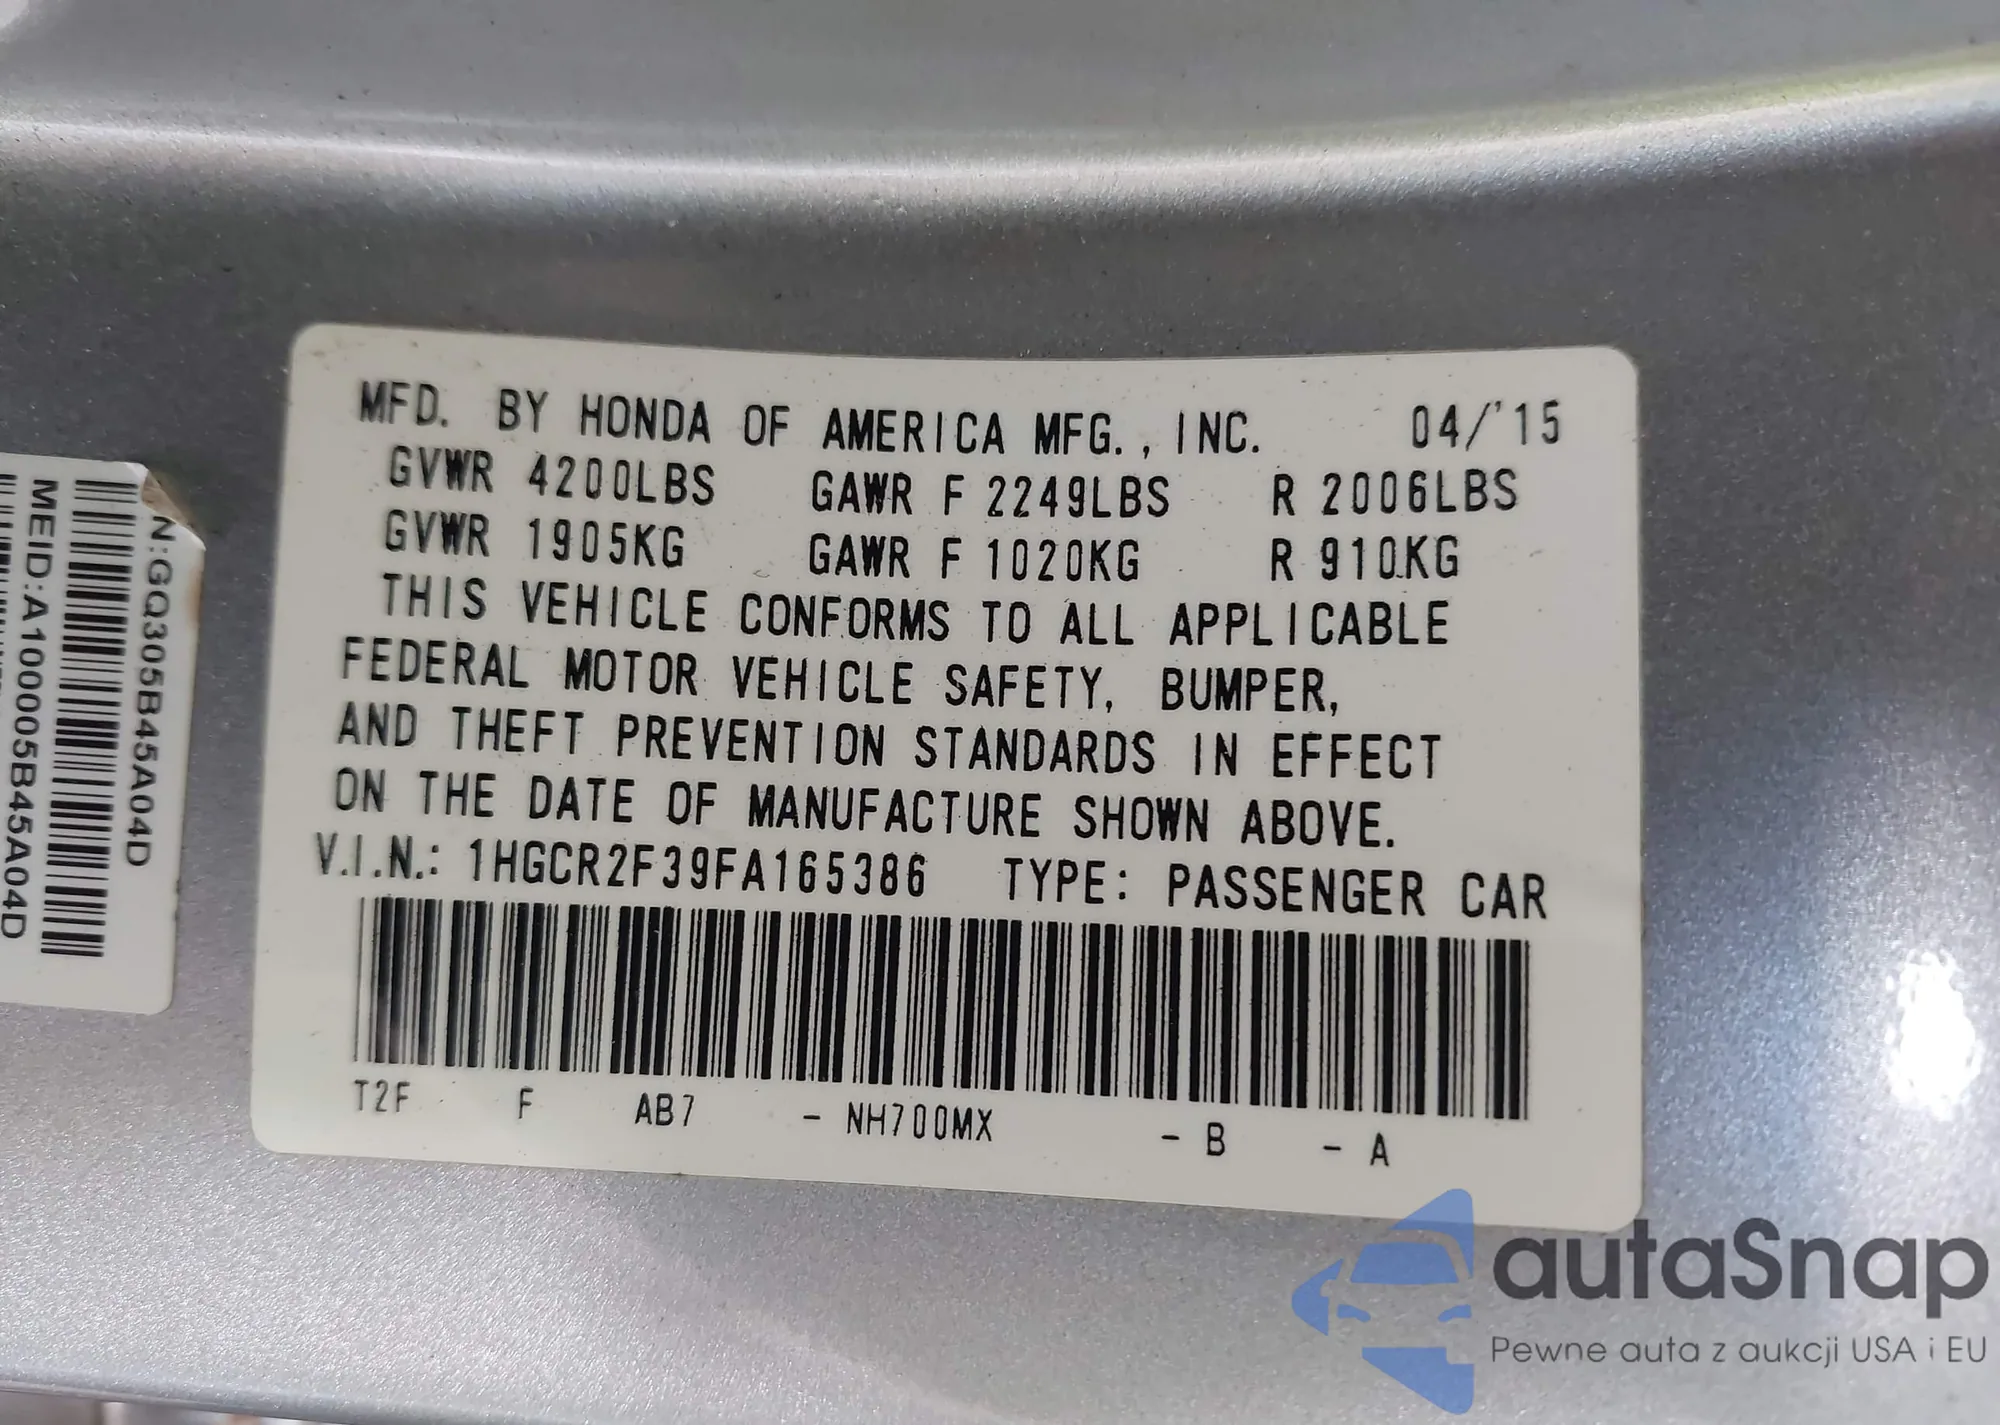 MFD. BY HONDA OF AMERICA MFG., INC. 04/'15
GVWR 4200LBS GAWR F 2249LBS R 2006LBS
GVWR 1905KG GAWR F 1020KG R 910KG
THIS VEHICLE CONFORMS TO ALL APPLICABLE
FEDERAL MOTOR VEHICLE SAFETY, BUMPER,
AND THEFT PREVENTION STANDARDS IN EFFECT
ON THE DATE OF MANUFACTURE SHOWN ABOVE.
V.I.N.: 1HGCR2F39FA165386 TYPE: PASSENGER CAR
T2F F AB7 - NH700MX - B - A
N:GQ305B45A04D
MEID:A100005B45A04D
autaSnap
Pewne auta z aukcji USA i EU